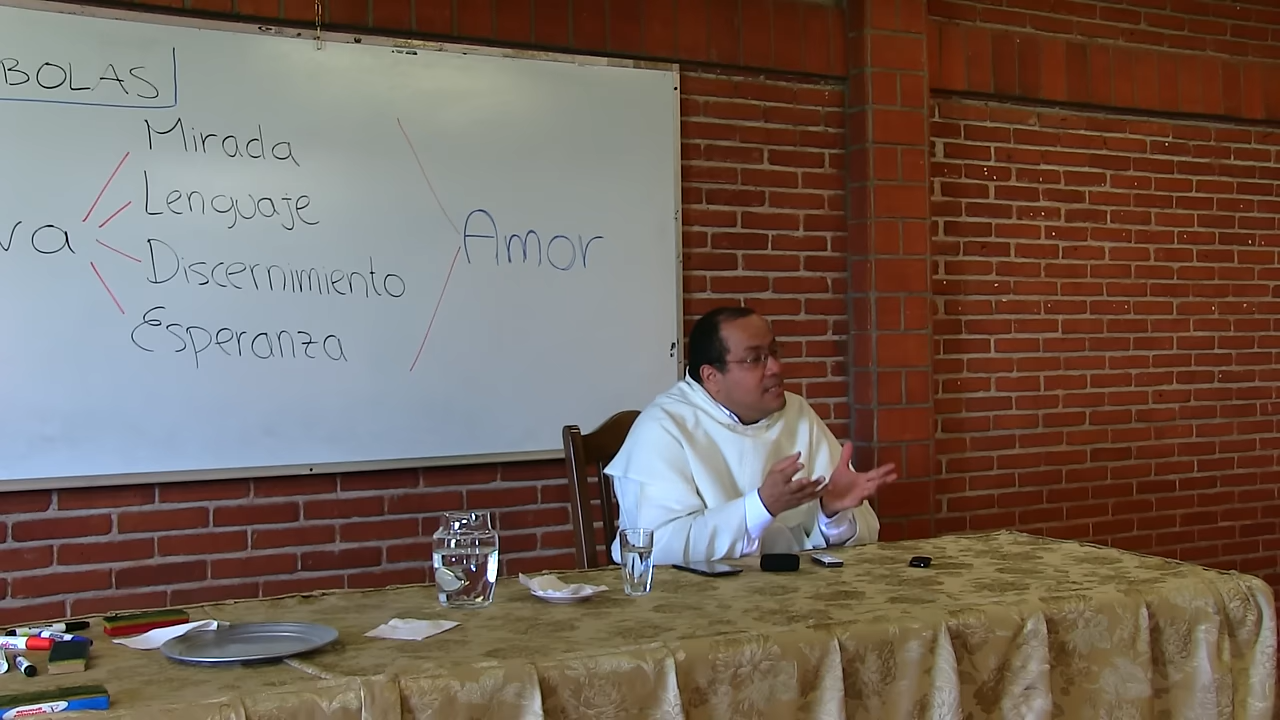 BOLAS
Mirada
Lenguaje
va
Amor
Discernimiento
Esperanza